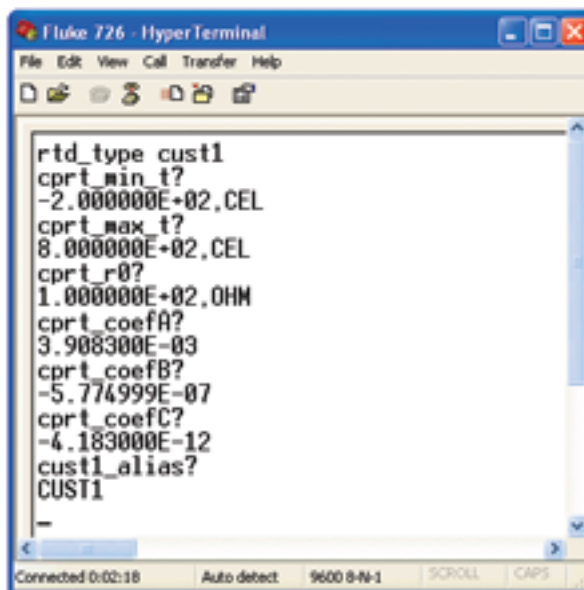 Fluke 726 - HyperTerminal
File Edit View Call Transfer Help
rtd_type cust1
cprt_min_t?
-2.000000E+02,CEL
cprt_max_t?
8.000000E+02,CEL
cprt_r0?
1.000000E+02,OHM
cprt_coefA?
3.908300E-03
cprt_coefB?
-5.774999E-07
cprt_coefC?
-4.183000E-12
cust1_alias?
CUST1
Connected 0:02:18 Auto detect 9600 8-N-1 SCROLL CAPS